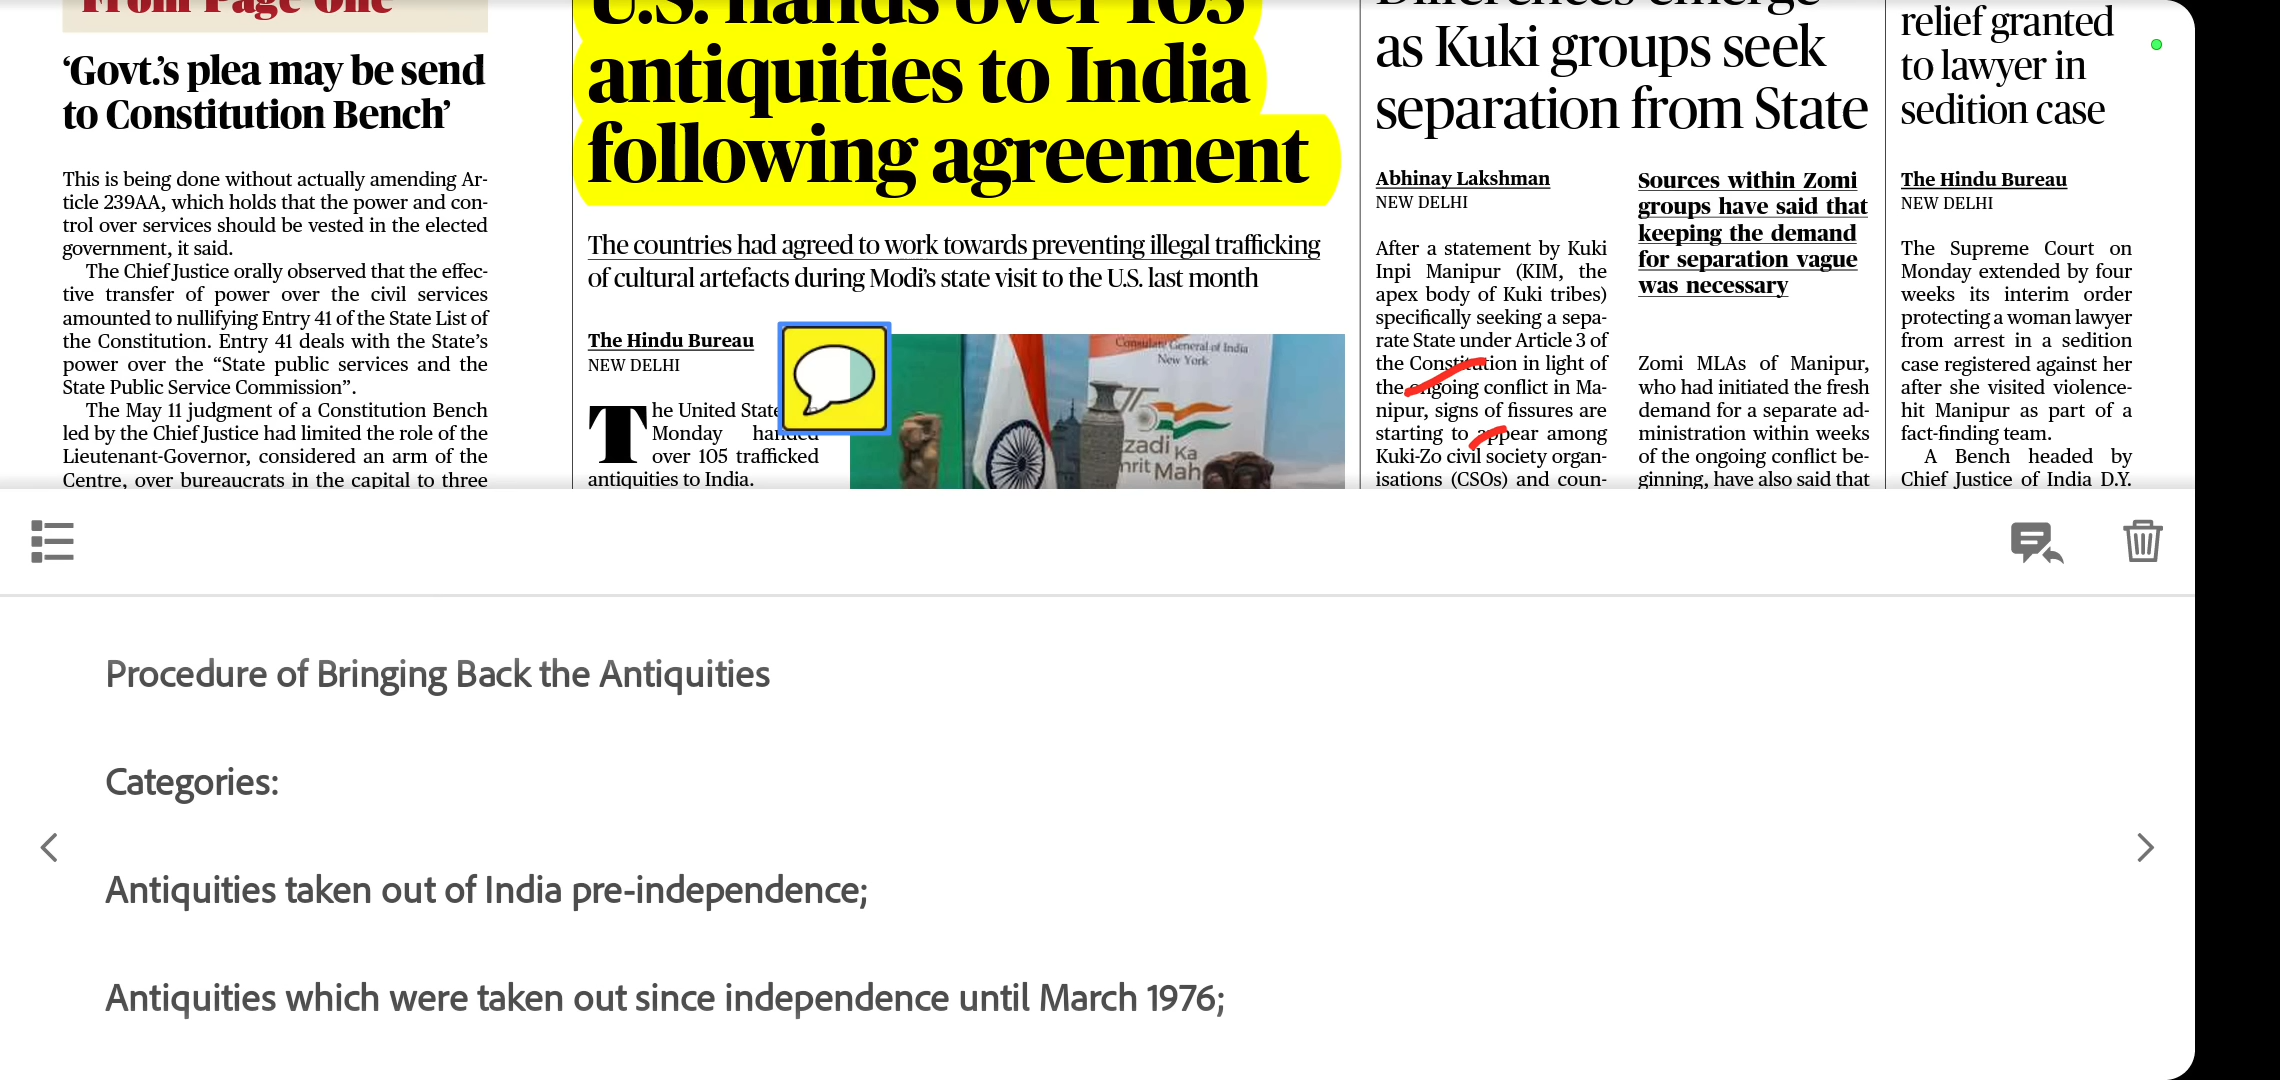 From Page One
‘Govt.’s plea may be send
to Constitution Bench’
This is being done without actually amending Ar-
ticle 239AA, which holds that the power and con-
trol over services should be vested in the elected
government, it said.
The Chief Justice orally observed that the effec-
tive transfer of power over the civil services
amounted to nullifying Entry 41 of the State List of
the Constitution. Entry 41 deals with the State’s
power over the “State public services and the
State Public Service Commission”.
The May 11 judgment of a Constitution Bench
led by the Chief Justice had limited the role of the
Lieutenant-Governor, considered an arm of the
Centre, over bureaucrats in the capital to three
U.S. hands over 105
antiquities to India
following agreement
The countries had agreed to work towards preventing illegal trafficking
of cultural artefacts during Modi’s state visit to the U.S. last month
The Hindu Bureau
NEW DELHI
The United State
Monday handed
over 105 trafficked
antiquities to India.
Consulate General of India
New York
75
zadi Ka
mrit Mah
Differences emerge
as Kuki groups seek
separation from State
Abhinay Lakshman
NEW DELHI
After a statement by Kuki
Inpi Manipur (KIM, the
apex body of Kuki tribes)
specifically seeking a sepa-
rate State under Article 3 of
the Constitution in light of
the ongoing conflict in Ma-
nipur, signs of fissures are
starting to appear among
Kuki-Zo civil society organ-
isations (CSOs) and coun-
Sources within Zomi
groups have said that
keeping the demand
for separation vague
was necessary
Zomi MLAs of Manipur,
who had initiated the fresh
demand for a separate ad-
ministration within weeks
of the ongoing conflict be-
ginning, have also said that
relief granted
to lawyer in
sedition case
The Hindu Bureau
NEW DELHI
The Supreme Court on
Monday extended by four
weeks its interim order
protecting a woman lawyer
from arrest in a sedition
case registered against her
after she visited violence-
hit Manipur as part of a
fact-finding team.
A Bench headed by
Chief Justice of India D.Y.
Procedure of Bringing Back the Antiquities
Categories:
Antiquities taken out of India pre-independence;
Antiquities which were taken out since independence until March 1976;